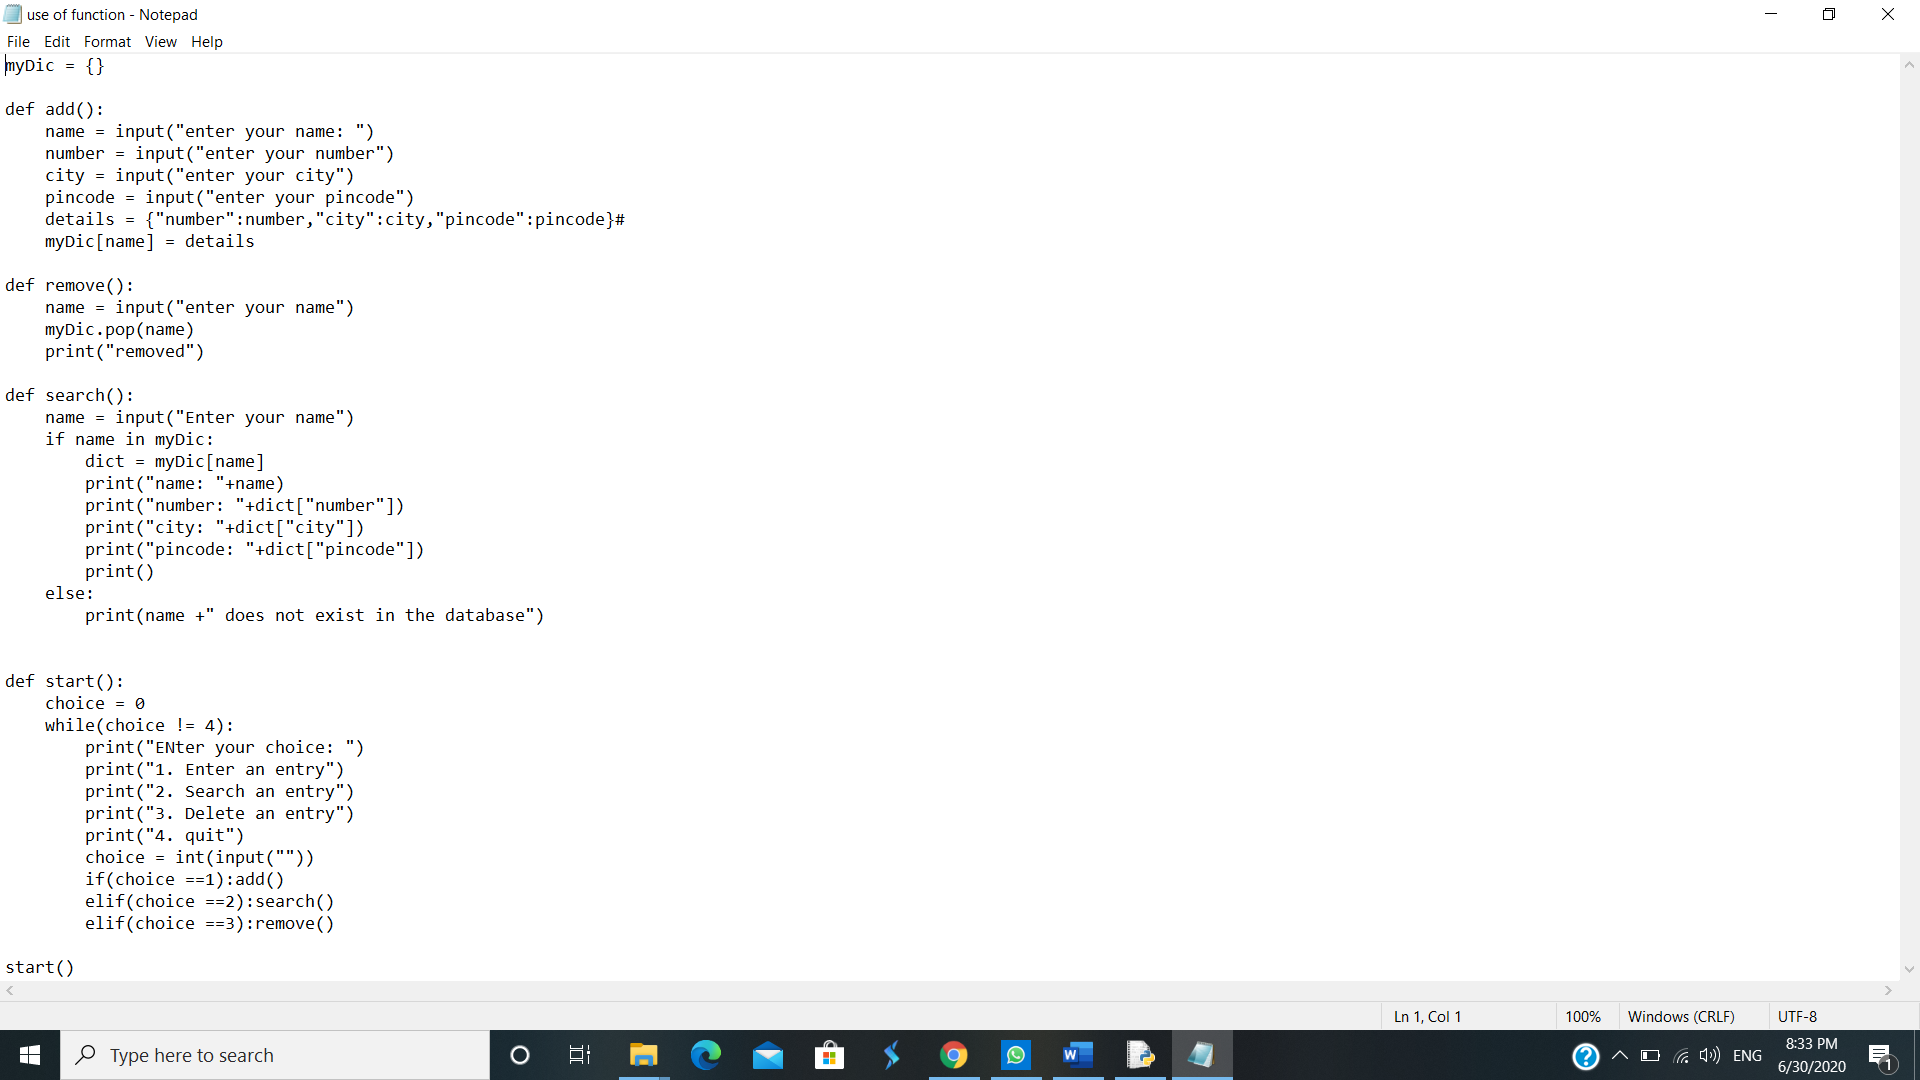 use of function - Notepad
File Edit Format View Help
myDic = {}

def add():
    name = input("enter your name: ")
    number = input("enter your number")
    city = input("enter your city")
    pincode = input("enter your pincode")
    details = {"number":number,"city":city,"pincode":pincode}#
    myDic[name] = details

def remove():
    name = input("enter your name")
    myDic.pop(name)
    print("removed")

def search():
    name = input("Enter your name")
    if name in myDic:
        dict = myDic[name]
        print("name: "+name)
        print("number: "+dict["number"])
        print("city: "+dict["city"])
        print("pincode: "+dict["pincode"])
        print()
    else:
        print(name +" does not exist in the database")


def start():
    choice = 0
    while(choice != 4):
        print("ENter your choice: ")
        print("1. Enter an entry")
        print("2. Search an entry")
        print("3. Delete an entry")
        print("4. quit")
        choice = int(input(""))
        if(choice ==1):add()
        elif(choice ==2):search()
        elif(choice ==3):remove()

start()
Ln 1, Col 1 100% Windows (CRLF) UTF-8
Type here to search W ? ENG 8:33 PM 1
6/30/2020